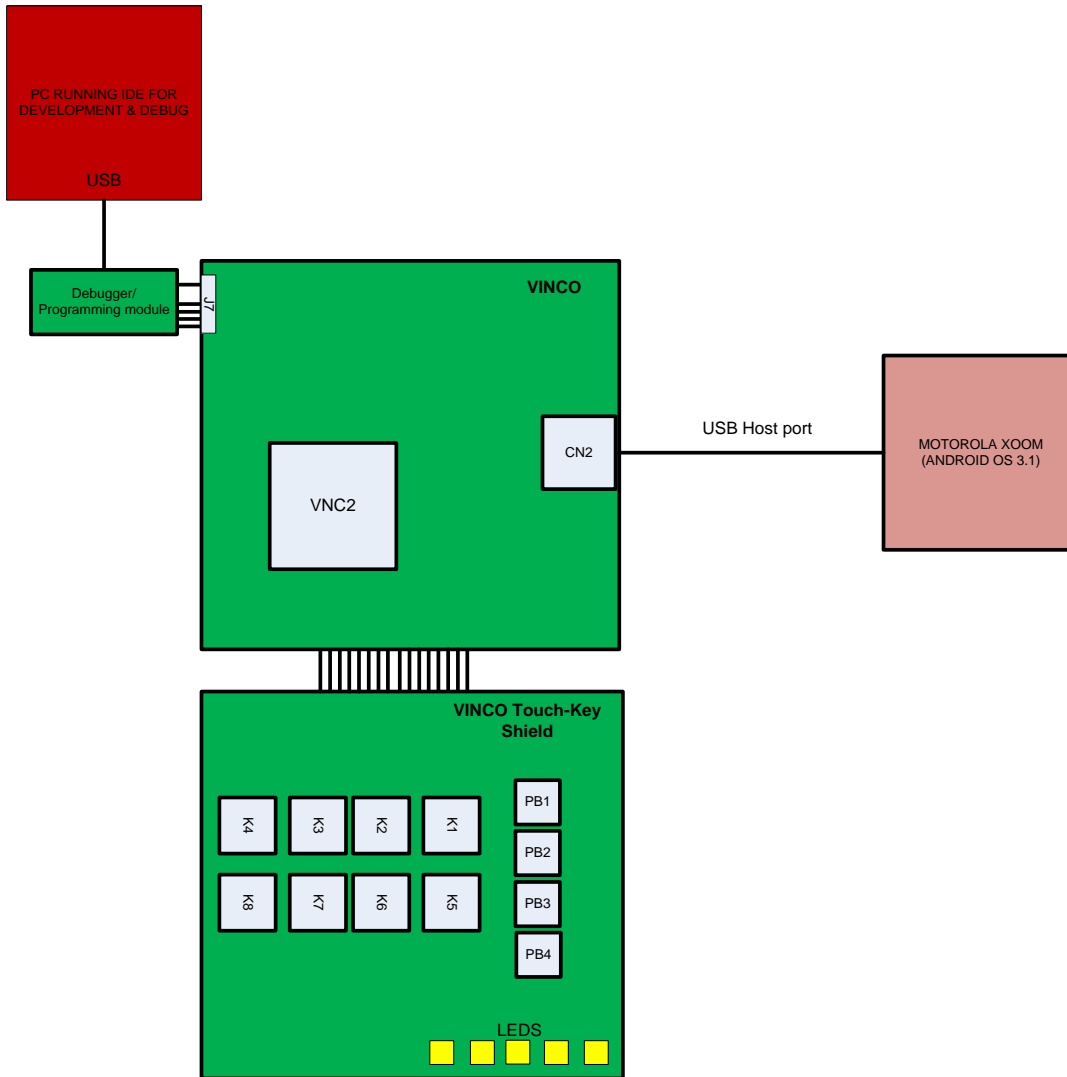 PC RUNNING IDE FOR
DEVELOPMENT & DEBUG
USB
Debugger/
Programming module
J7
VINCO
VNC2
CN2
USB Host port
MOTOROLA XOOM
(ANDROID OS 3.1)
VINCO Touch-Key
Shield
K4
K3
K2
K1
K8
K7
K6
K5
PB1
PB2
PB3
PB4
LEDS